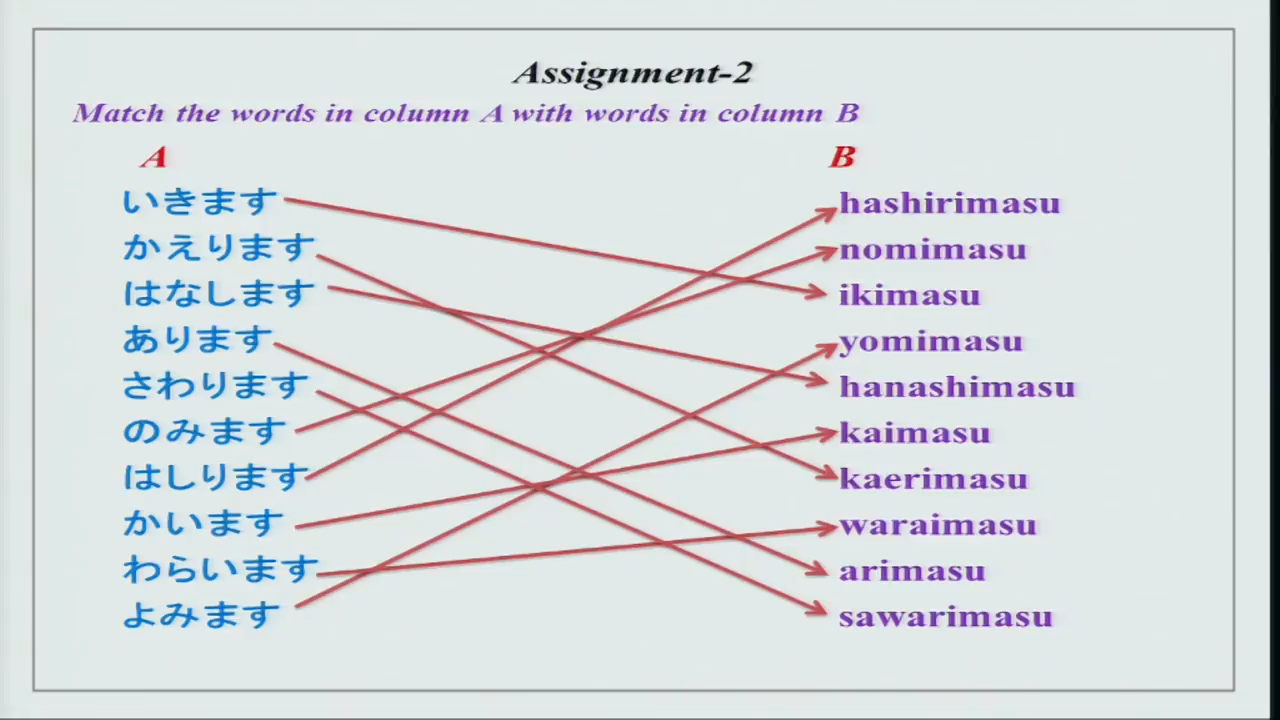 Assignment-2
Match the words in column A with words in column B
A B
いきます hashirimasu
かえります nomimasu
はなします ikimasu
あります yomimasu
さわります hanashimasu
のみます kaimasu
はしります kaerimasu
かいます waraimasu
わらいます arimasu
よみます sawarimasu